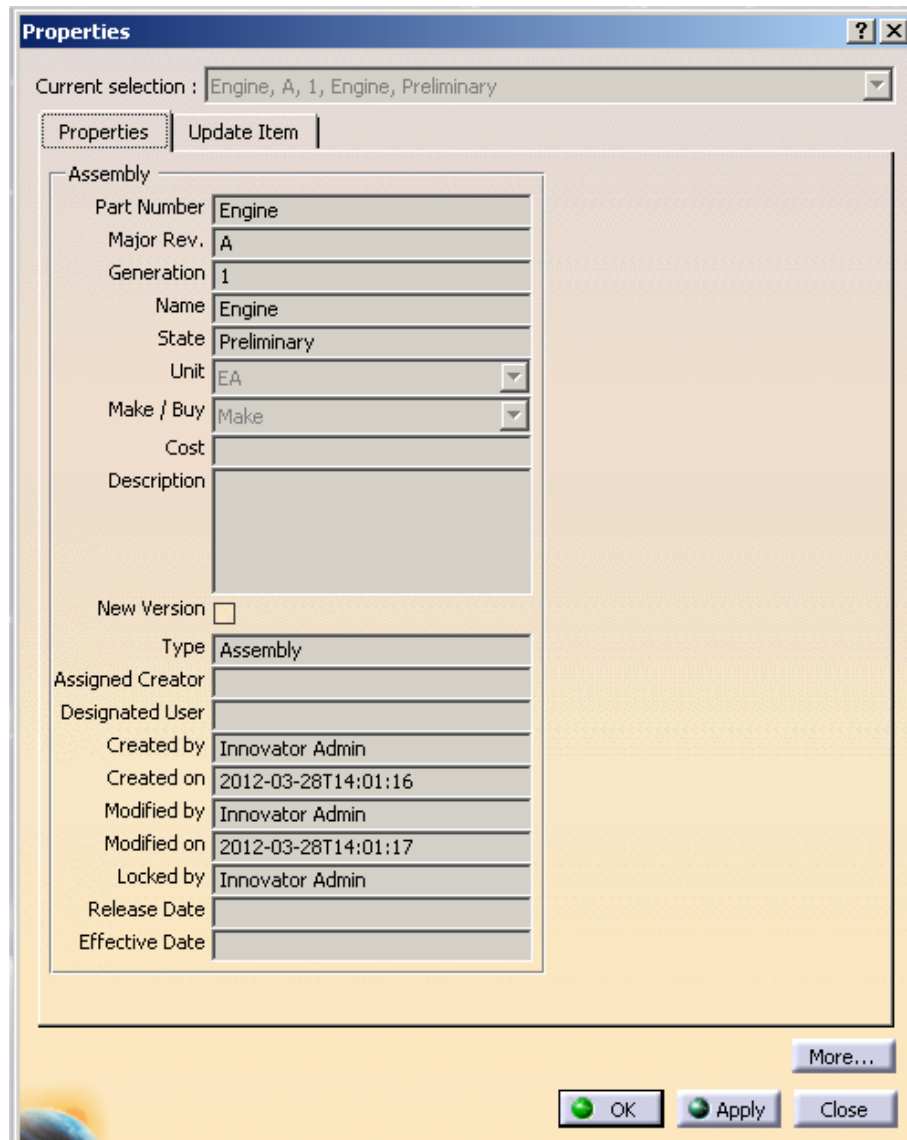 Properties
Current selection : Engine, A, 1, Engine, Preliminary
Properties Update Item
Assembly
Part Number Engine
Major Rev. A
Generation 1
Name Engine
State Preliminary
Unit EA
Make / Buy Make
Cost
Description
New Version
Type Assembly
Assigned Creator
Designated User
Created by Innovator Admin
Created on 2012-03-28T14:01:16
Modified by Innovator Admin
Modified on 2012-03-28T14:01:17
Locked by Innovator Admin
Release Date
Effective Date
More...
OK Apply Close